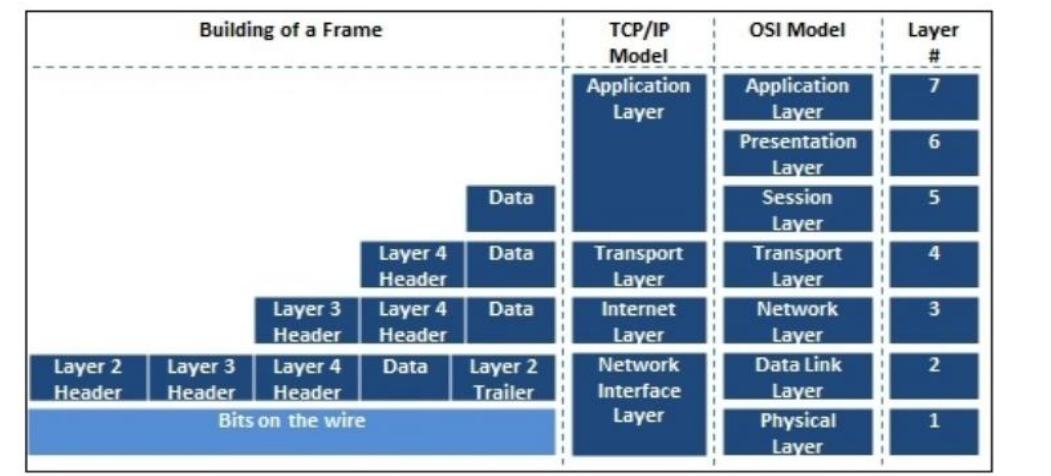 Building of a Frame
TCP/IP
Model
OSI Model
Layer
#
Application
Layer
Application
Layer
7
Presentation
Layer
6
Data
Session
Layer
5
Layer 4
Header
Data
Transport
Layer
Transport
Layer
4
Layer 3
Header
Layer 4
Header
Data
Internet
Layer
Network
Layer
3
Layer 2
Header
Layer 3
Header
Layer 4
Header
Data
Layer 2
Trailer
Network
Interface
Layer
Data Link
Layer
2
Bits on the wire
Physical
Layer
1